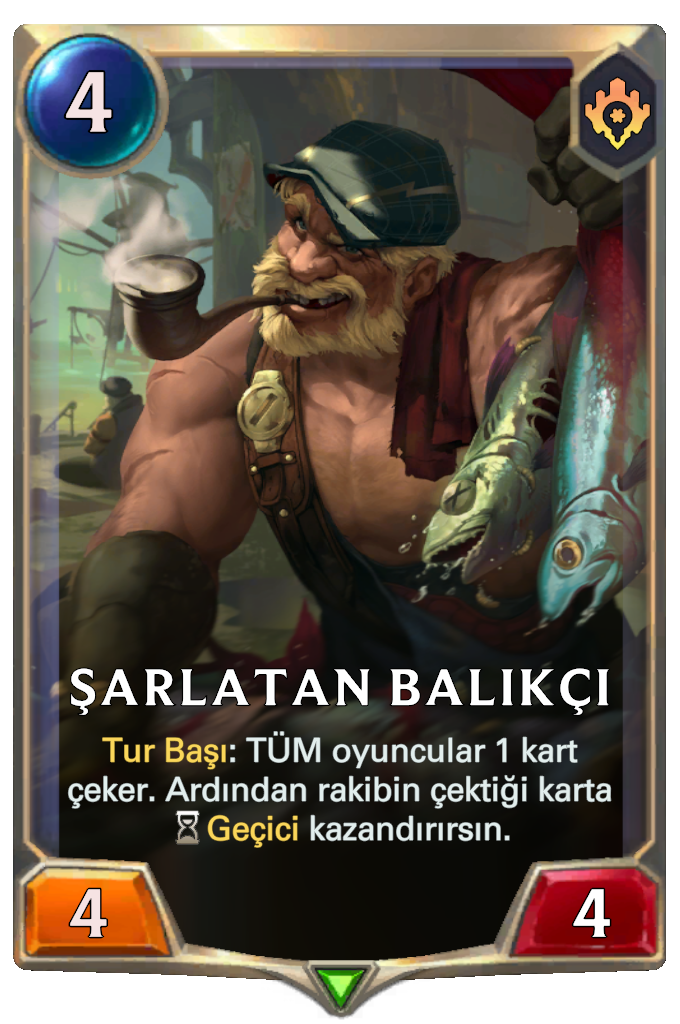 4
ŞARLATAN BALIKÇI
Tur Başı: TÜM oyuncular 1 kart
çeker. Ardından rakibin çektiği karta
Geçici kazandırırsın.
4
4